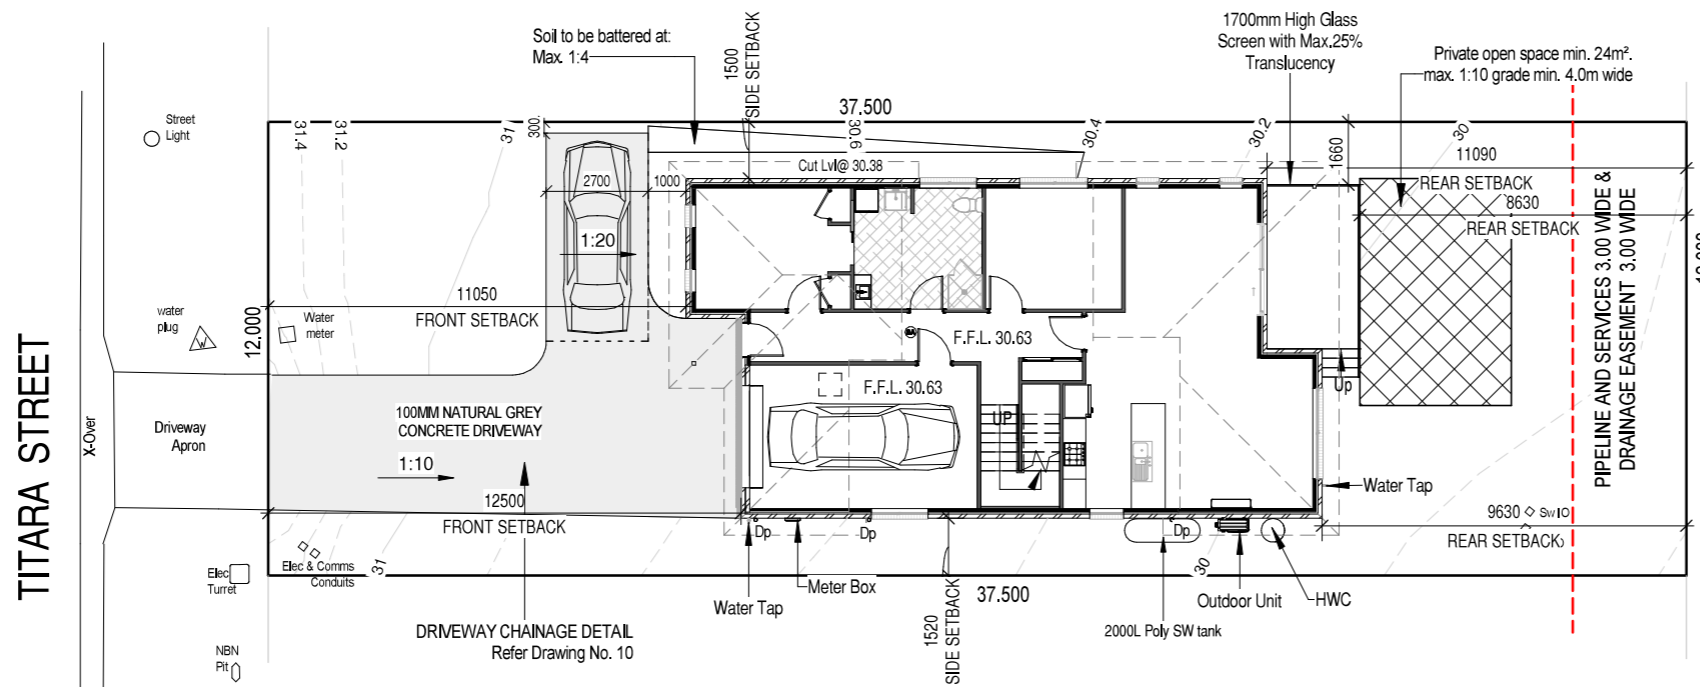 TITARA STREET
X-Over
Street
Light
water
plug
W
Water
meter
Driveway
Apron
Elec
Turret
Elec & Comms
Conduits
NBN
Pit
31.4
31.2
31
31
12.000
11050
FRONT SETBACK
100MM NATURAL GREY
CONCRETE DRIVEWAY
1:10
12500
FRONT SETBACK
DRIVEWAY CHAINAGE DETAIL
Refer Drawing No. 10
Soil to be battered at:
Max. 1:4
300
2700
1000
1:20
1500
SIDE SETBACK
37.500
30.6
Cut Lvl@ 30.38
30.4
30.2
30
F.F.L. 30.63
F.F.L. 30.63
UP
Up
1700mm High Glass
Screen with Max.25%
Translucency
Private open space min. 24m².
max. 1:10 grade min. 4.0m wide
1660
11090
REAR SETBACK
8630
REAR SETBACK
PIPELINE AND SERVICES 3.00 WIDE &
DRAINAGE EASEMENT 3.00 WIDE
Water Tap
9630
Sw IO
REAR SETBACK
Dp
Dp
Dp
30
Water Tap
Meter Box
1520
SIDE SETBACK
37.500
2000L Poly SW tank
Outdoor Unit
HWC